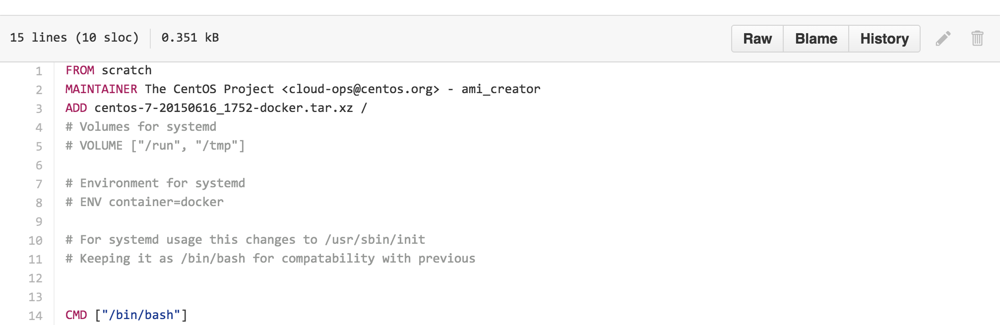 15 lines (10 sloc) 0.351 kB Raw Blame History
1 FROM scratch
2 MAINTAINER The CentOS Project <cloud-ops@centos.org> - ami_creator
3 ADD centos-7-20150616_1752-docker.tar.xz /
4 # Volumes for systemd
5 # VOLUME ["/run", "/tmp"]
6
7 # Environment for systemd
8 # ENV container=docker
9
10 # For systemd usage this changes to /usr/sbin/init
11 # Keeping it as /bin/bash for compatability with previous
12
13
14 CMD ["/bin/bash"]